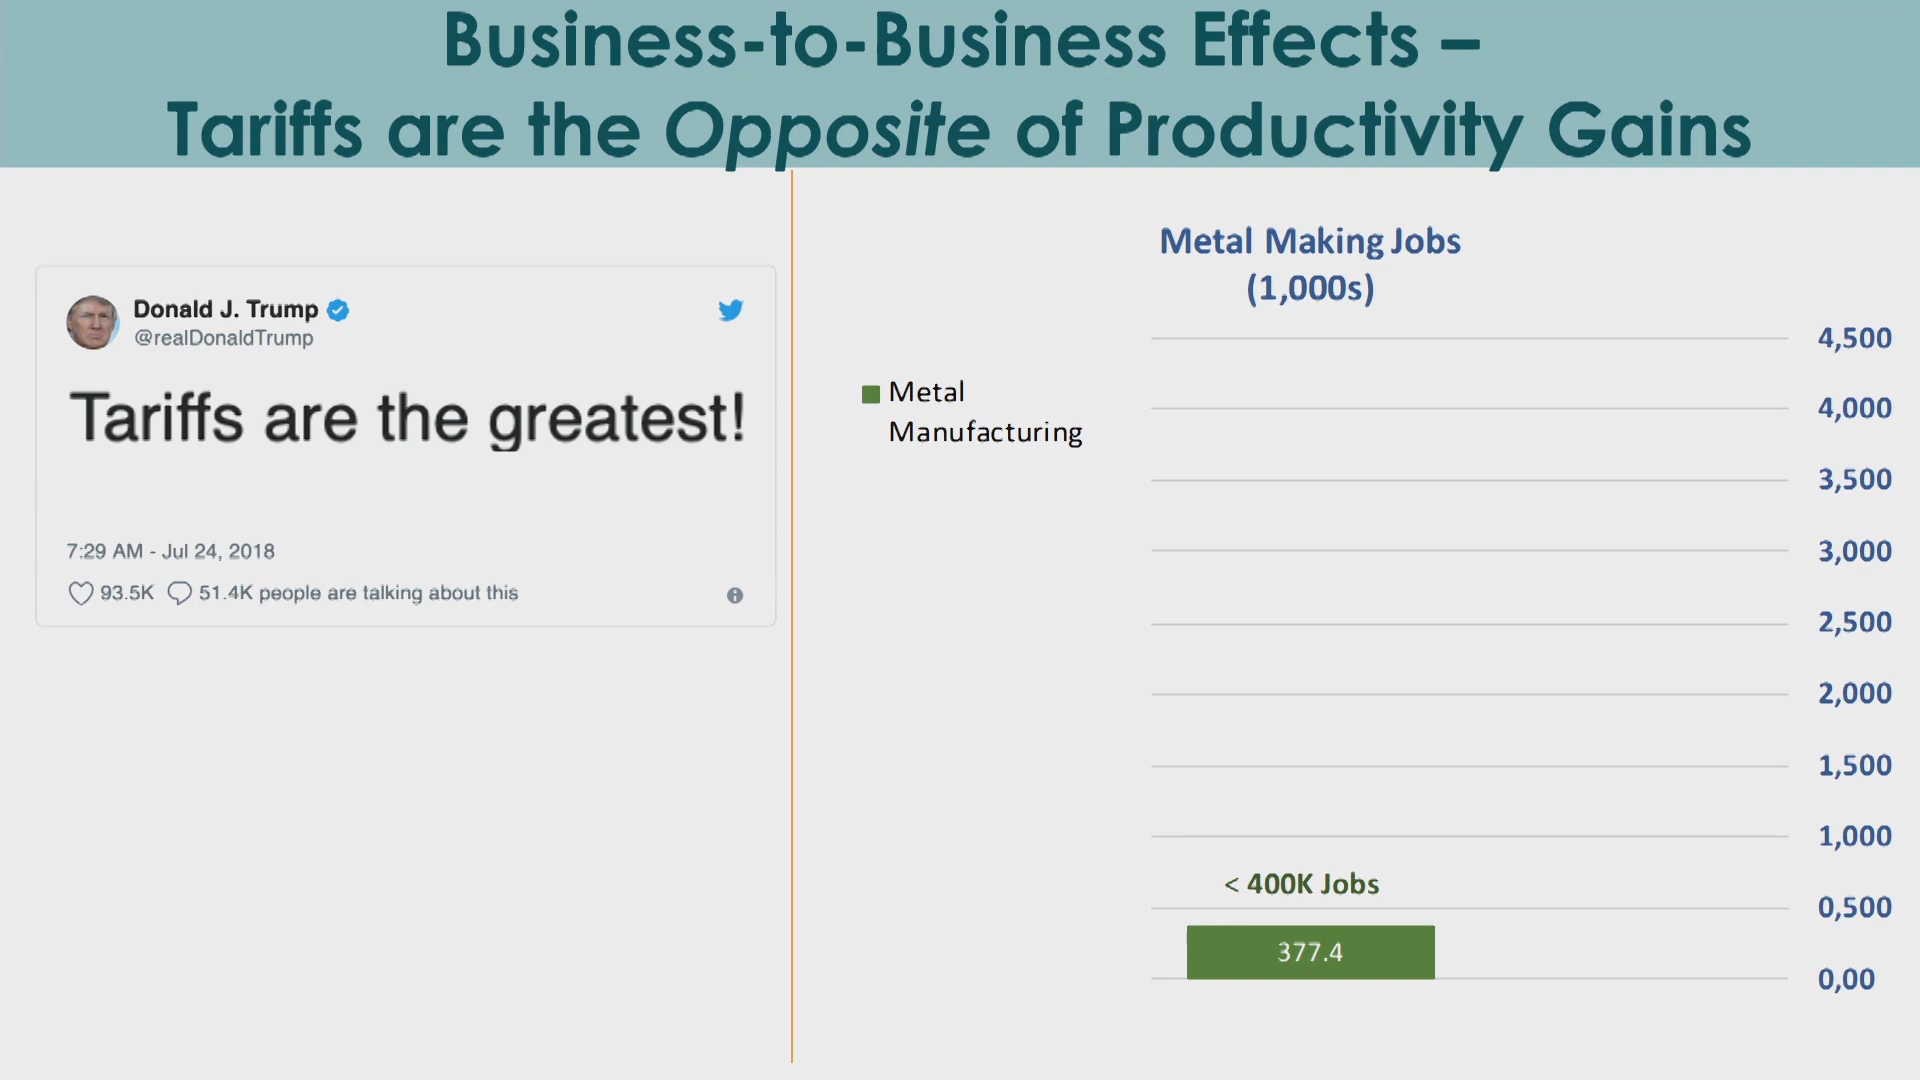 Business-to-Business Effects –
Tariffs are the Opposite of Productivity Gains
Donald J. Trump
@realDonaldTrump
Tariffs are the greatest!
7:29 AM - Jul 24, 2018
93.5K 51.4K people are talking about this
Metal
Manufacturing
Metal Making Jobs
(1,000s)
4,500
4,000
3,500
3,000
2,500
2,000
1,500
1,000
0,500
0,00
< 400K Jobs
377.4